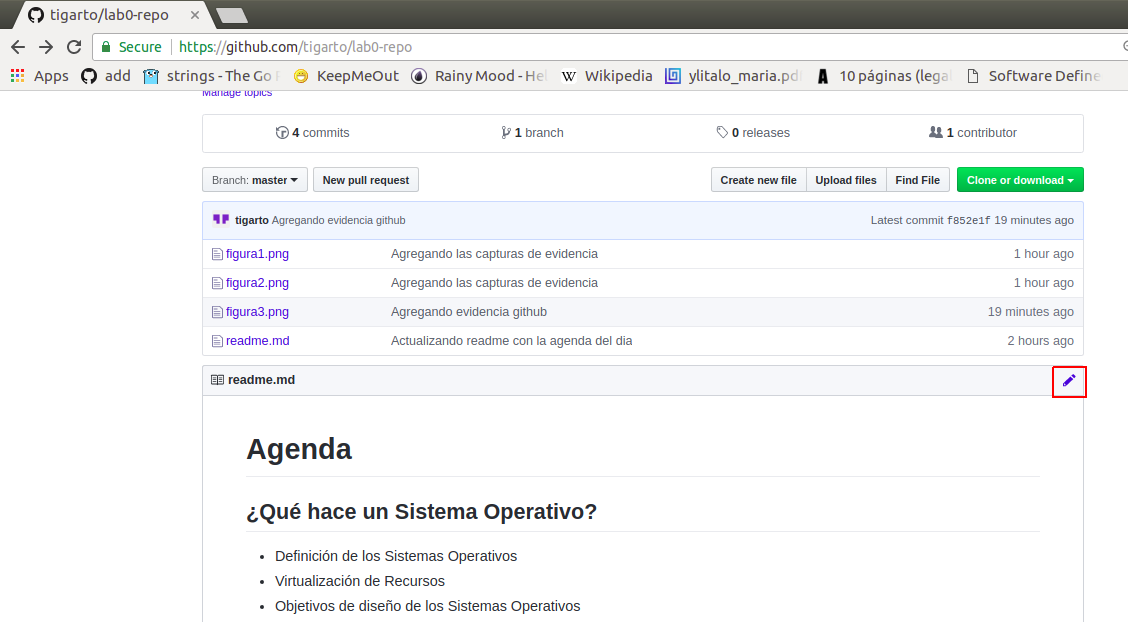 tigarto/lab0-repo
Secure https://github.com/tigarto/lab0-repo
Apps add strings - The Go KeepMeOut Rainy Mood - Hel Wikipedia ylitalo_maria.pd 10 páginas (lega Software Define
Manage topics
4 commits 1 branch 0 releases 1 contributor
Branch: master New pull request Create new file Upload files Find File Clone or download
tigarto Agregando evidencia github Latest commit f852e1f 19 minutes ago
figura1.png Agregando las capturas de evidencia 1 hour ago
figura2.png Agregando las capturas de evidencia 1 hour ago
figura3.png Agregando evidencia github 19 minutes ago
readme.md Actualizando readme con la agenda del dia 2 hours ago
readme.md
Agenda
¿Qué hace un Sistema Operativo?
• Definición de los Sistemas Operativos
• Virtualización de Recursos
• Objetivos de diseño de los Sistemas Operativos